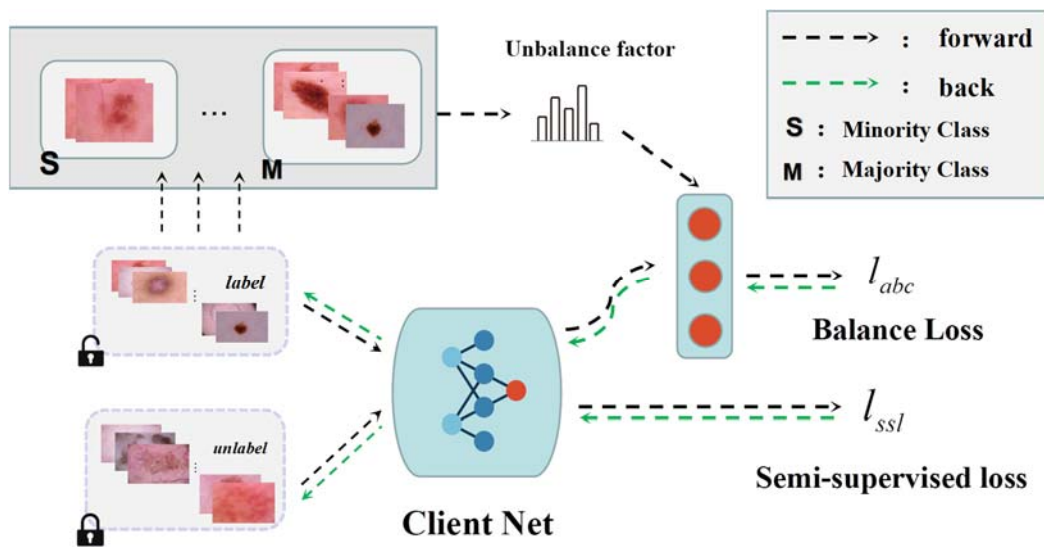 Unbalance factor
: forward
: back
S : Minority Class
M : Majority Class
...
S
M
label
unlabel
l_abc
Balance Loss
l_ssl
Semi-supervised loss
Client Net